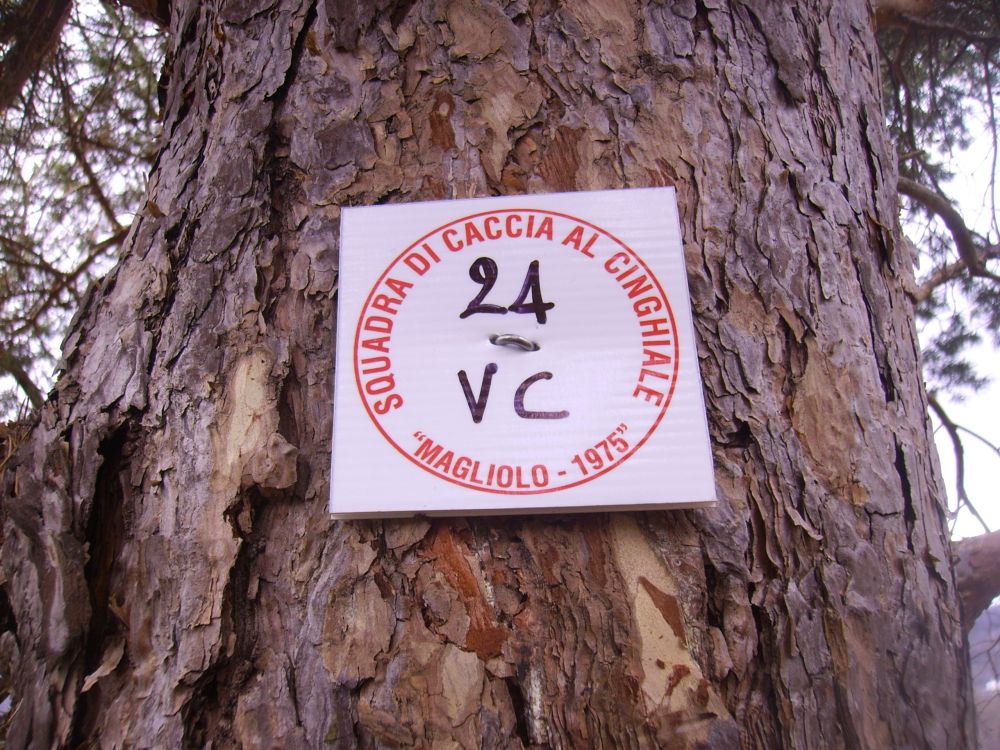 SQUADRA DI CACCIA AL CINGHIALE
24
VC
"MAGLIOLO - 1975"